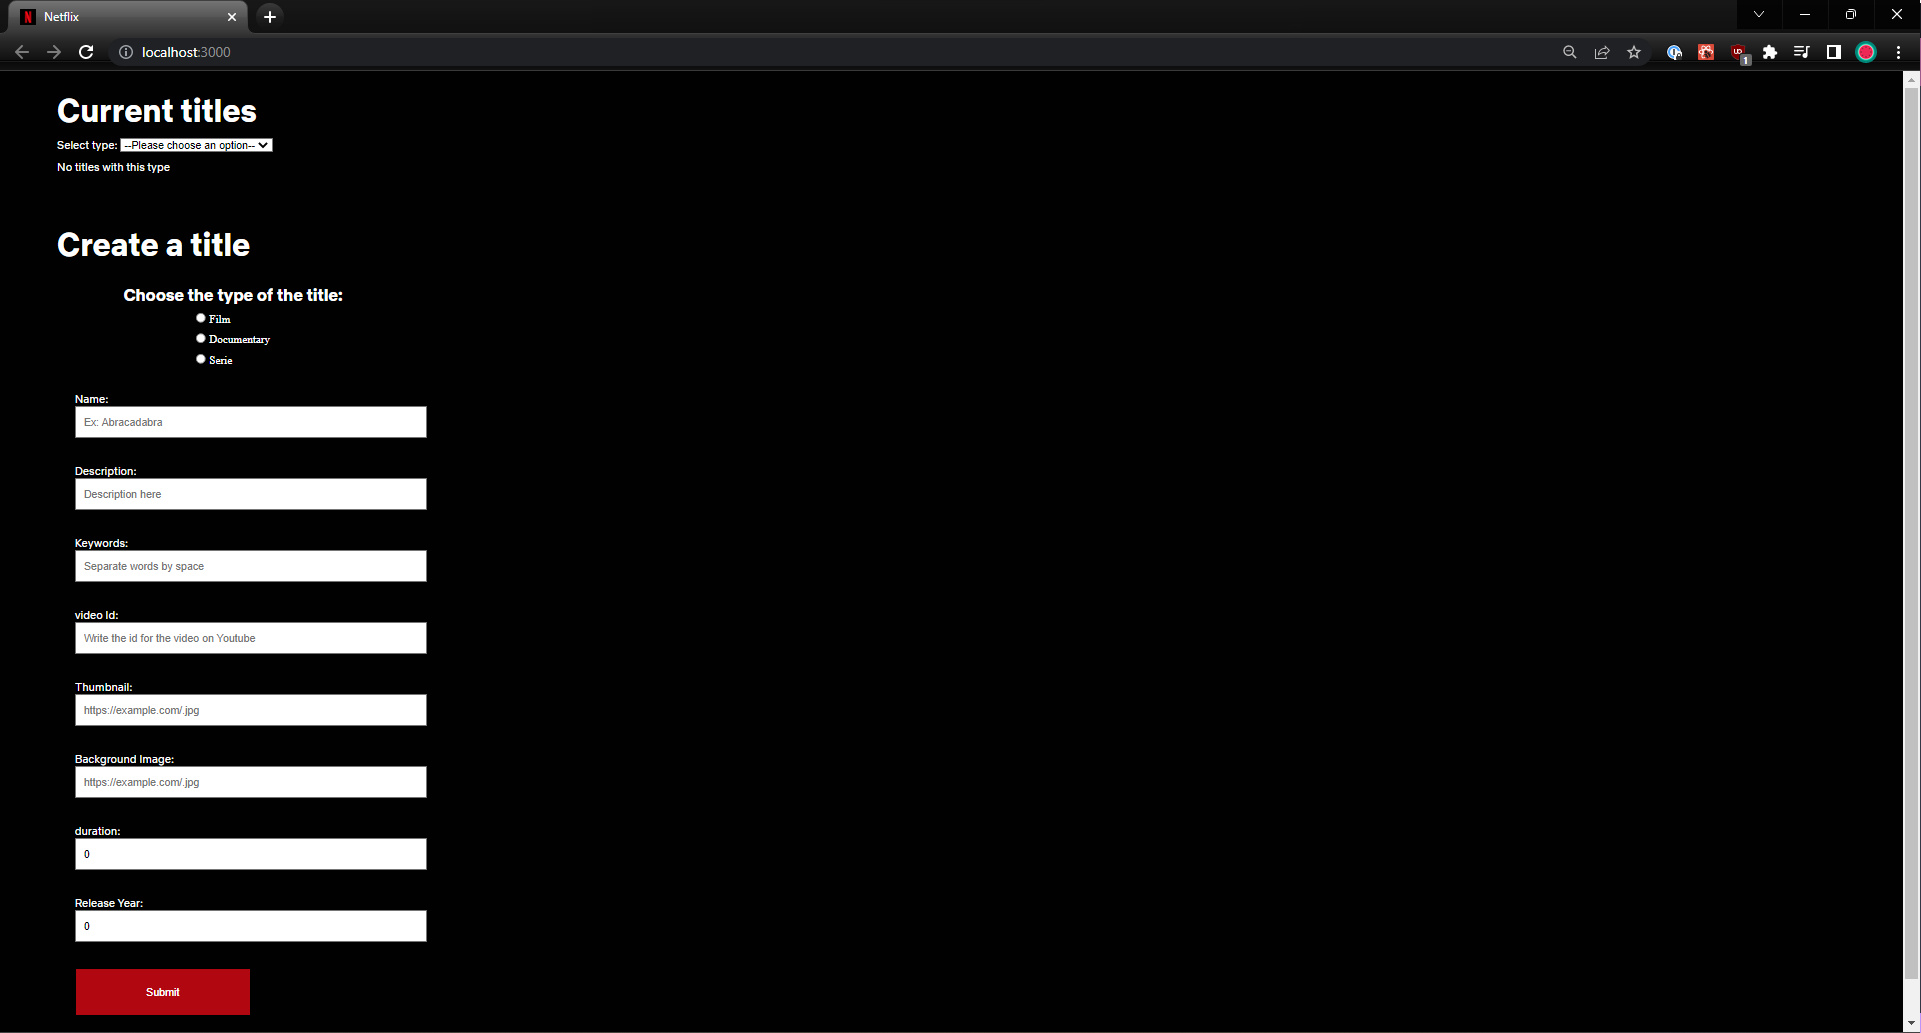 Netflix
localhost:3000
1
Current titles
Select type: --Please choose an option--
No titles with this type
Create a title
Choose the type of the title:
Film
Documentary
Serie
Name:
Ex: Abracadabra
Description:
Description here
Keywords:
Separate words by space
video Id:
Write the id for the video on Youtube
Thumbnail:
https://example.com/.jpg
Background Image:
https://example.com/.jpg
duration:
0
Release Year:
0
Submit